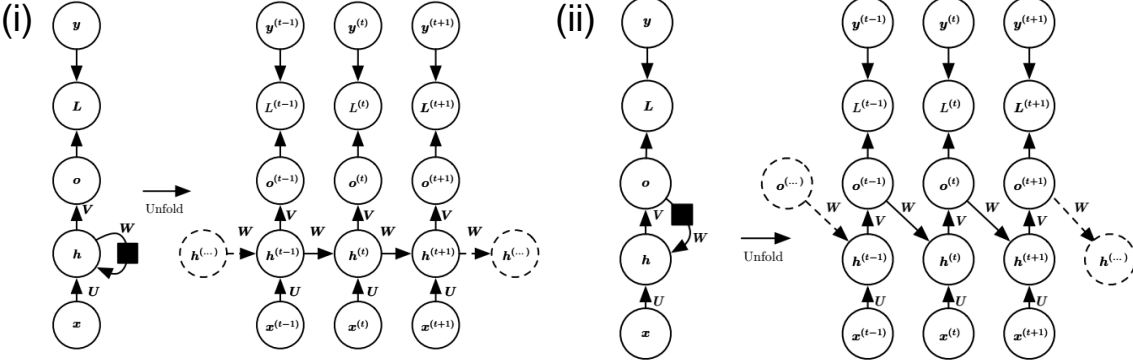 (i)
y
L
o
V
W
h
U
x
Unfold
y^(t−1) y^(t) y^(t+1)
L^(t−1) L^(t) L^(t+1)
o^(t−1) o^(t) o^(t+1)
V V V
W W W W
h^(...) h^(t−1) h^(t) h^(t+1) h^(...)
U U U
x^(t−1) x^(t) x^(t+1)
(ii)
y
L
o
V
W
h
U
x
Unfold
y^(t−1) y^(t) y^(t+1)
L^(t−1) L^(t) L^(t+1)
o^(...) o^(t−1) o^(t) o^(t+1)
W W W W
V V V
h^(t−1) h^(t) h^(t+1) h^(...)
U U U
x^(t−1) x^(t) x^(t+1)